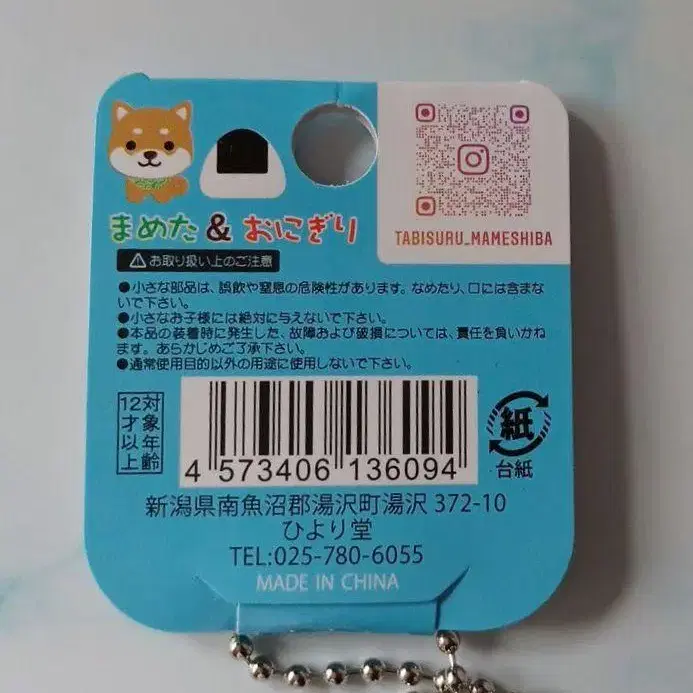 まめた & おにぎり
TABISURU_MAMESHIBA
⚠お取り扱い上のご注意
●小さな部品は、誤飲や窒息の危険性があります。なめたり、口には含まな
いで下さい。
●小さなお子様には絶対に与えないで下さい。
●本品の装着時に発生した、故障および破損については、責任を負いかね
ます。あらかじめご了承下さい。
●通常使用目的以外の用途に使用しないで下さい。
対象年齢
12才以上
4 573406 136094
紙
台紙
新潟県南魚沼郡湯沢町湯沢 372-10
ひより堂
TEL:025-780-6055
MADE IN CHINA